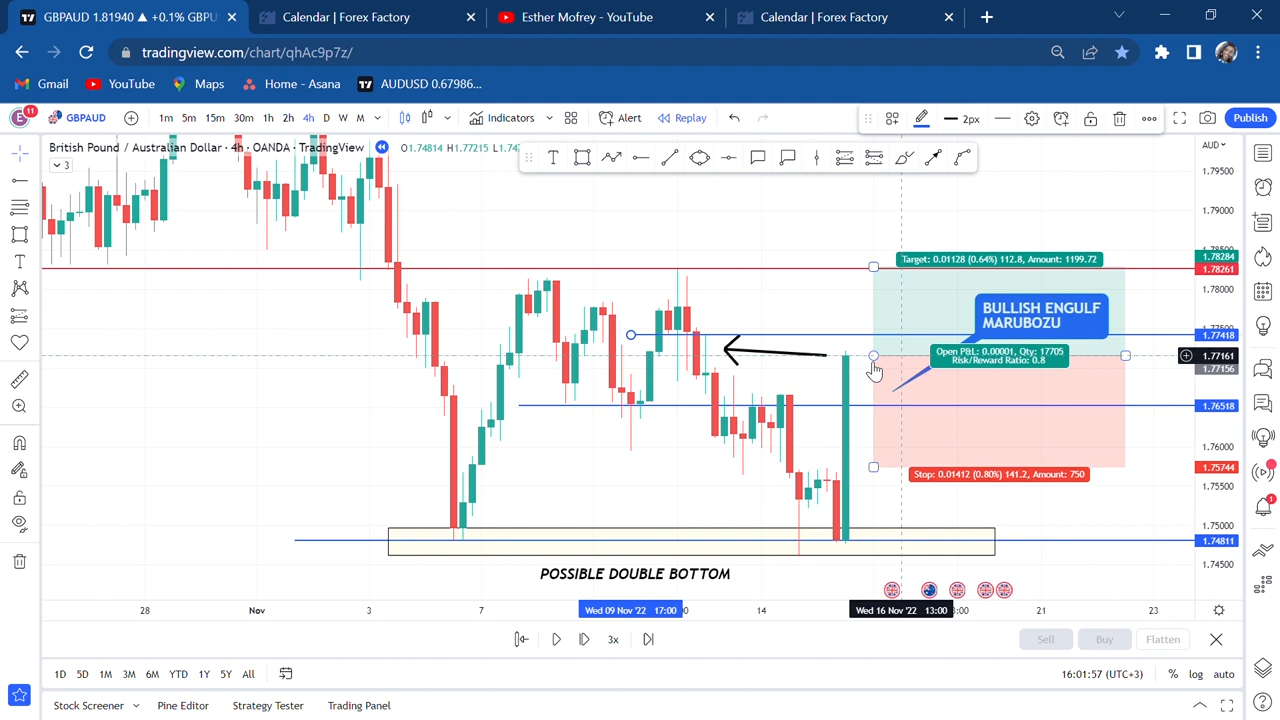 GBPAUD 1.81940 ▲ +0.1% GBPU
Calendar | Forex Factory
Esther Mofrey - YouTube
Calendar | Forex Factory
tradingview.com/chart/qhAc9p7z/
Gmail
YouTube
Maps
Home - Asana
AUDUSD 0.67986...
E
11
GBPAUD
1m 5m 15m 30m 1h 2h 4h D W M
Indicators
Alert
Replay
2px
Publish
British Pound / Australian Dollar · 4h · OANDA · TradingView
O1.74814 H1.77215
3
AUD
1.79500
1.79000
1.78284
1.78261
1.78000
1.77418
1.77161
1.77156
1.76518
1.76000
1.75744
1.75500
1.75000
1.74811
1.74500
Target: 0.01128 (0.64%) 112.8, Amount: 1199.72
BULLISH ENGULF
MARUBOZU
Open P&L: 0.00001, Qty: 17705
Risk/Reward Ratio: 0.8
Stop: 0.01412 (0.80%) 141.2, Amount: 750
POSSIBLE DOUBLE BOTTOM
28 Nov 3 7 Wed 09 Nov '22 17:00 14 Wed 16 Nov '22 13:00 21 23
3x
Sell
Buy
Flatten
1D 5D 1M 3M 6M YTD 1Y 5Y All
16:01:57 (UTC+3)
%
log
auto
Stock Screener
Pine Editor
Strategy Tester
Trading Panel